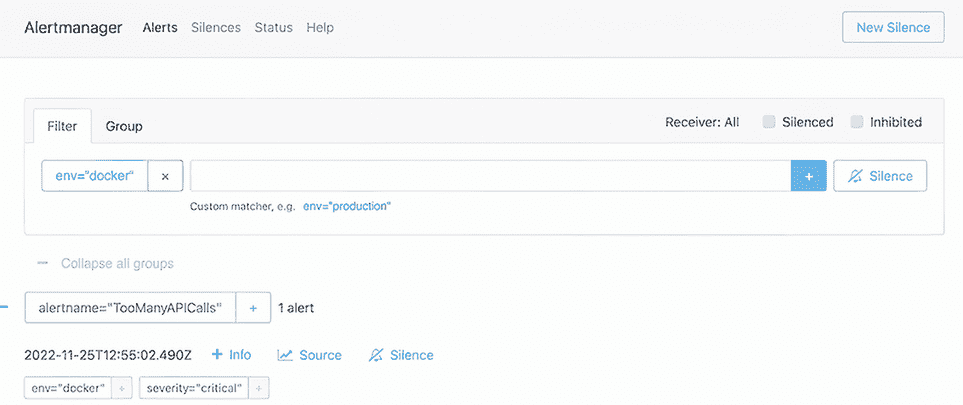 Alertmanager Alerts Silences Status Help New Silence
Filter Group Receiver: All Silenced Inhibited
env="docker" × + Silence
Custom matcher, e.g. env="production"
− Collapse all groups
alertname="TooManyAPICalls" + 1 alert
2022-11-25T12:55:02.490Z + Info Source Silence
env="docker" + severity="critical" +